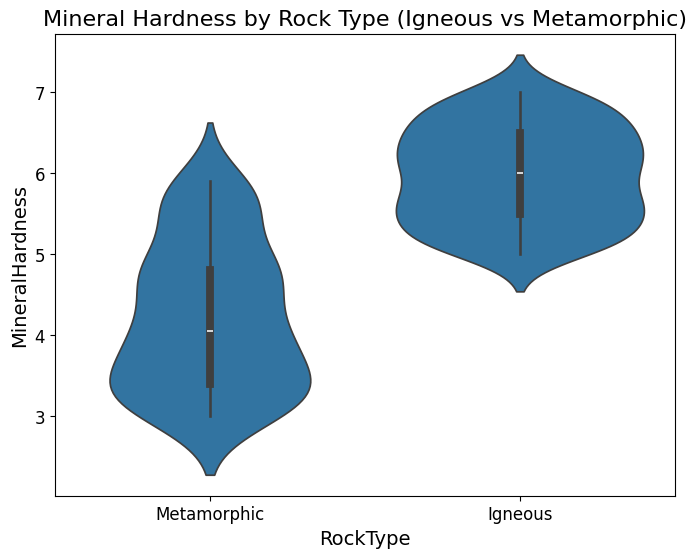 Mineral Hardness by Rock Type (Igneous vs Metamorphic)
MineralHardness
7
6
5
4
3
Metamorphic
Igneous
RockType